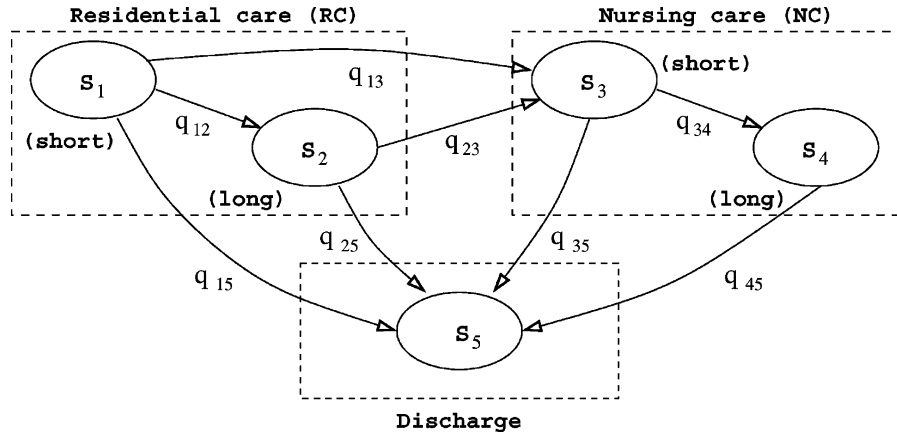 Residential care (RC)
Nursing care (NC)
S1
q13
S3
(short)
(short)
q12
S2
q23
q34
S4
(long)
(long)
q25
q35
q15
q45
S5
Discharge